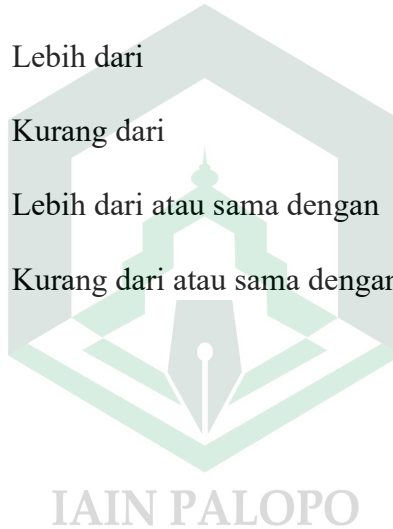 Lebih dari
Kurang dari
Lebih dari atau sama dengan
Kurang dari atau sama dengan
IAIN PALOPO